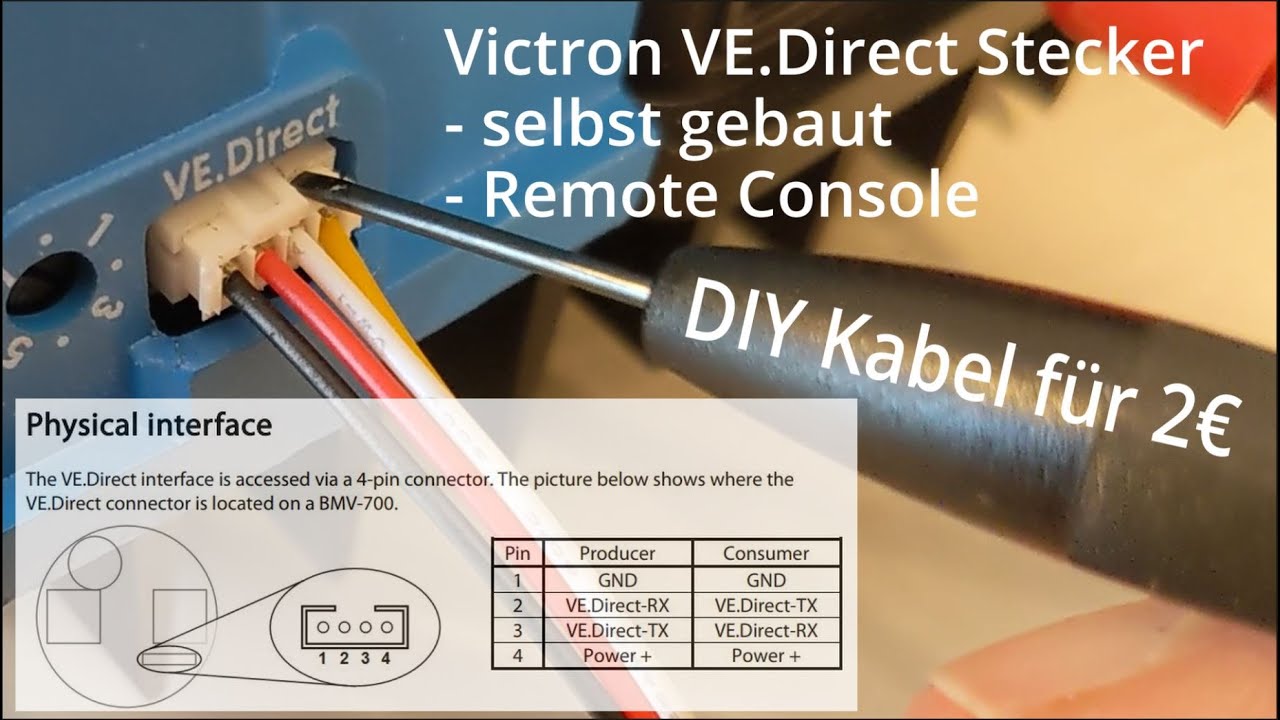 Victron VE.Direct Stecker
- selbst gebaut
- Remote Console
VE.Direct
1
3
5
DIY Kabel für 2€
Physical interface
The VE.Direct interface is accessed via a 4-pin connector. The picture below shows where the
VE.Direct connector is located on a BMV-700.
1 2 3 4
Pin Producer Consumer
1 GND GND
2 VE.Direct-RX VE.Direct-TX
3 VE.Direct-TX VE.Direct-RX
4 Power + Power +